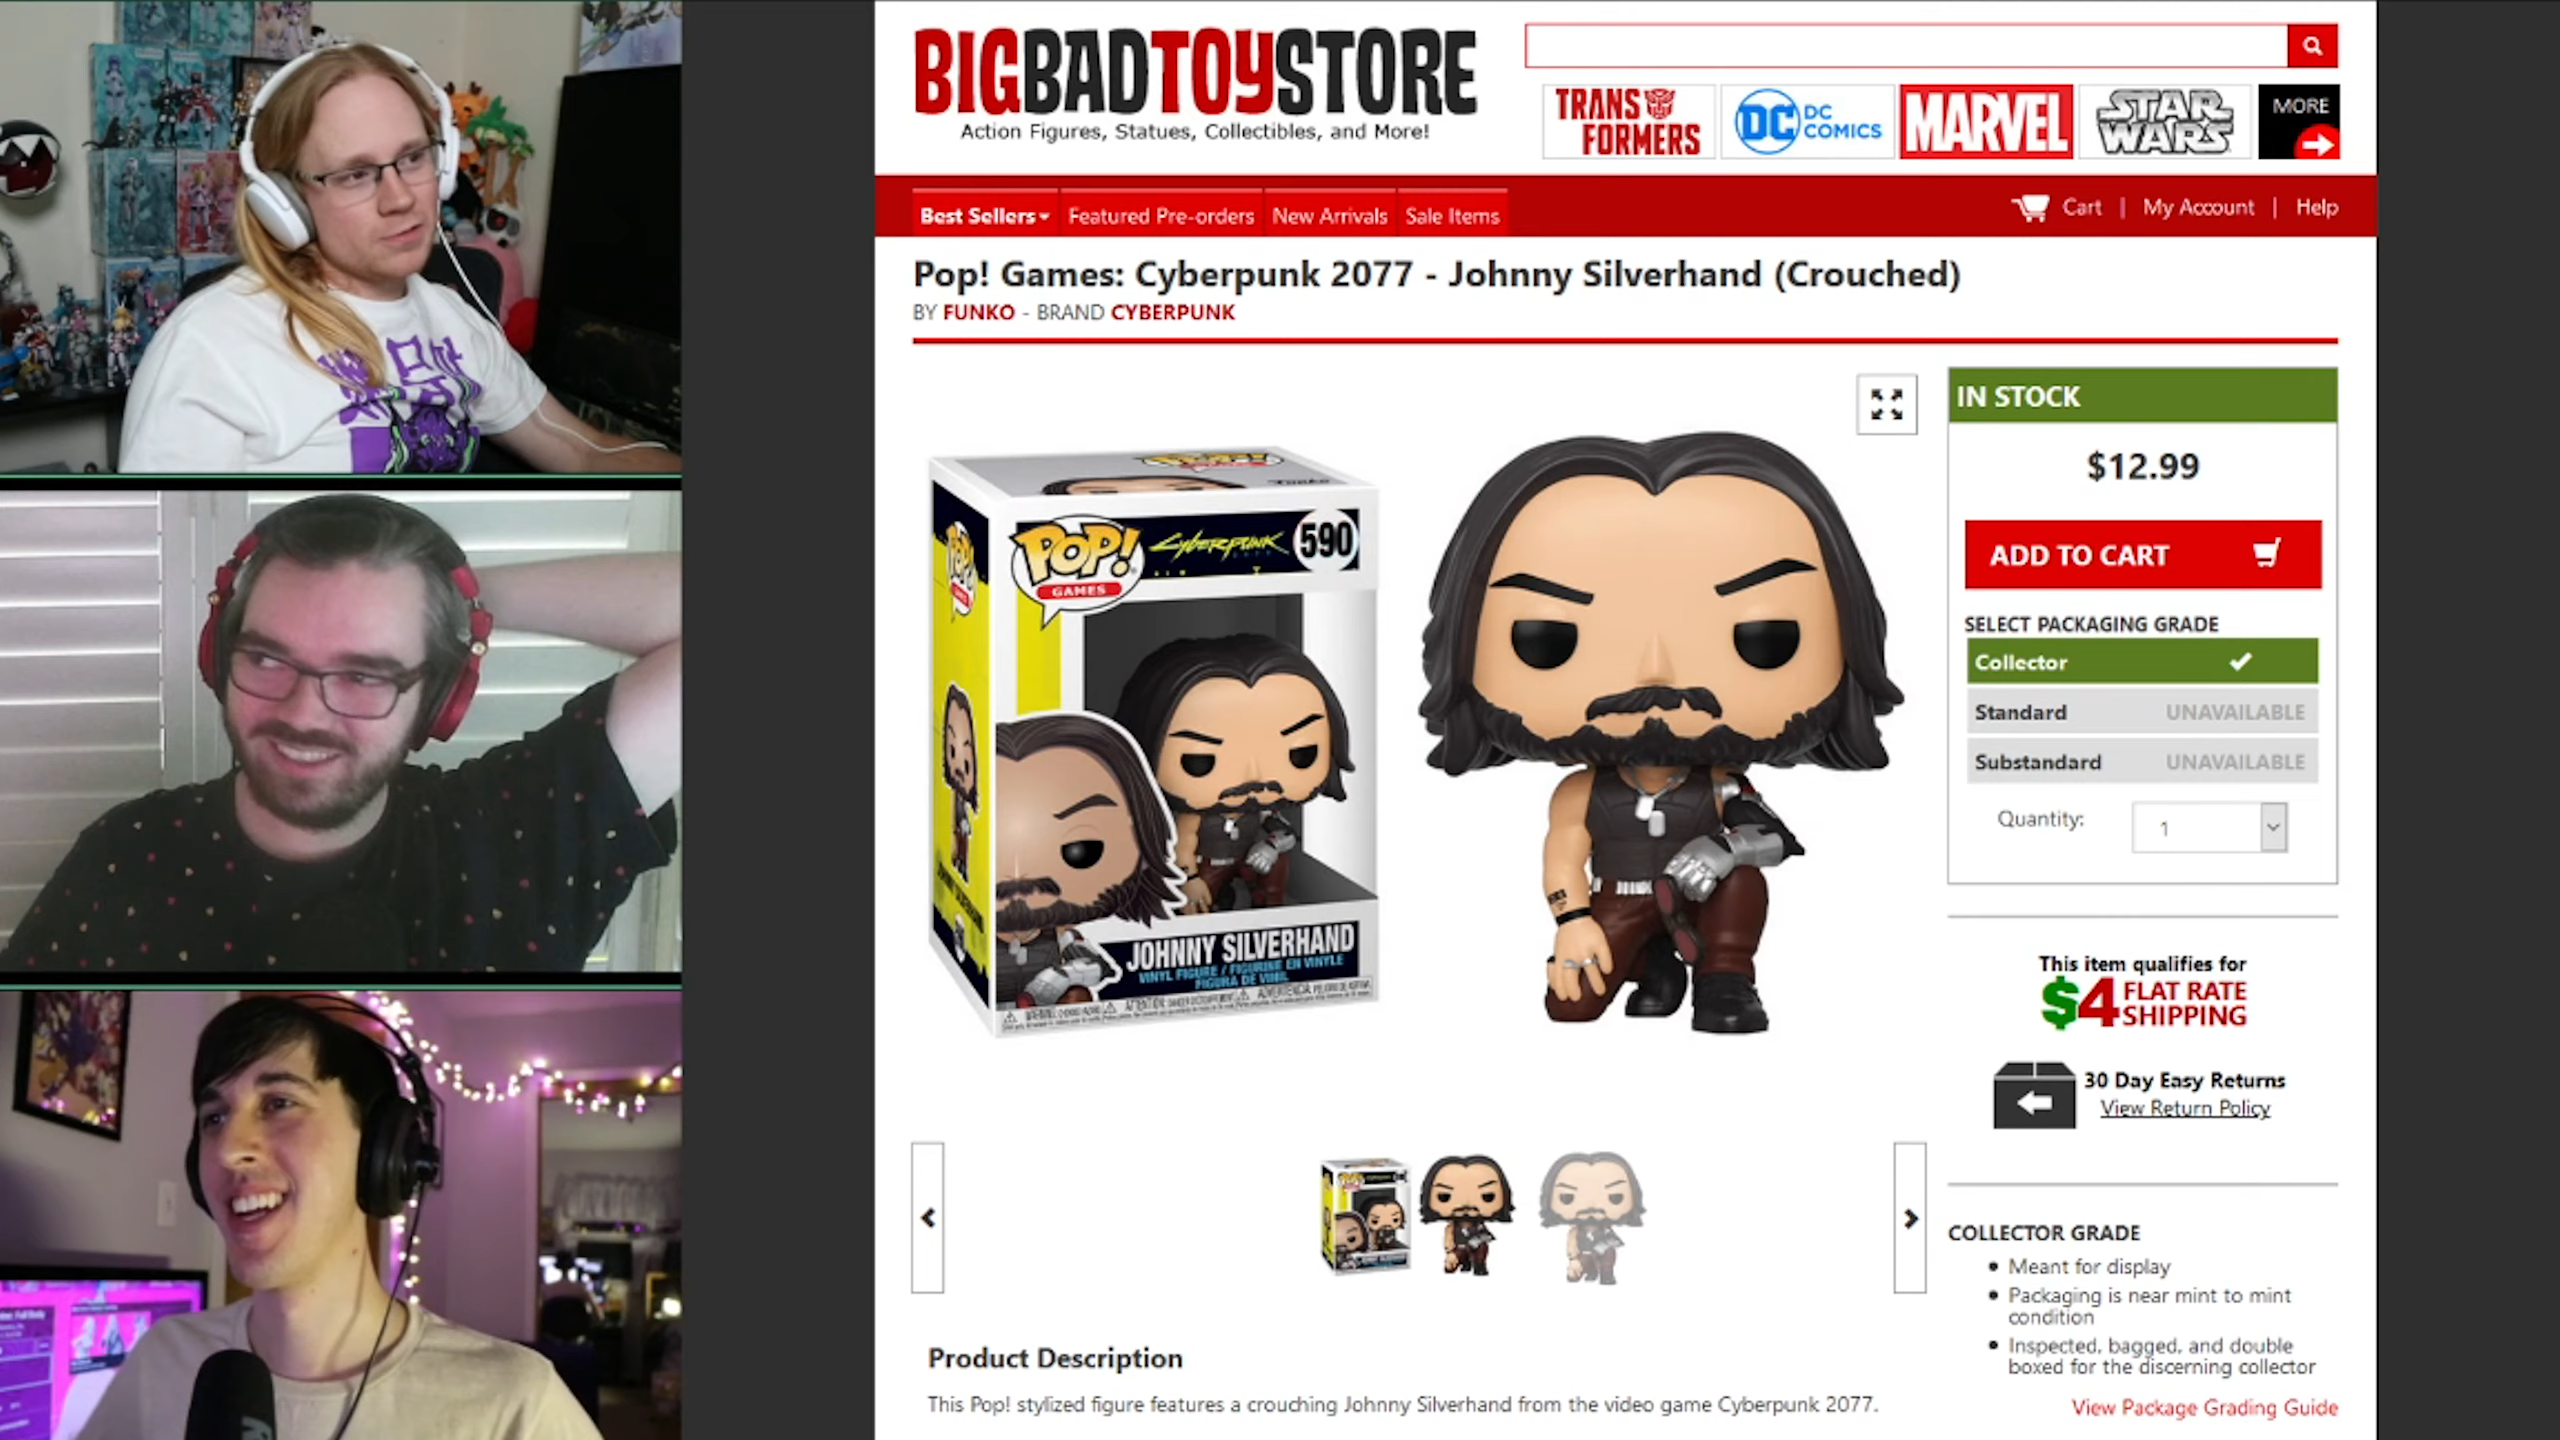 BIGBADTOYSTORE
Action Figures, Statues, Collectibles, and More!
TRANSFORMERS
DC
DC COMICS
MARVEL
STAR WARS
MORE
Best Sellers
Featured Pre-orders
New Arrivals
Sale Items
Cart | My Account | Help
Pop! Games: Cyberpunk 2077 - Johnny Silverhand (Crouched)
BY FUNKO - BRAND CYBERPUNK
IN STOCK
$12.99
ADD TO CART
SELECT PACKAGING GRADE
Collector
Standard UNAVAILABLE
Substandard UNAVAILABLE
Quantity: 1
POP!
GAMES
Cyberpunk
590
JOHNNY SILVERHAND
VINYL FIGURE / FIGURINE EN VINYLE
FIGURA DE VINIL
This item qualifies for
$4 FLAT RATE
SHIPPING
30 Day Easy Returns
View Return Policy
COLLECTOR GRADE
Meant for display
Packaging is near mint to mint
condition
Inspected, bagged, and double
boxed for the discerning collector
View Package Grading Guide
Product Description
This Pop! stylized figure features a crouching Johnny Silverhand from the video game Cyberpunk 2077.